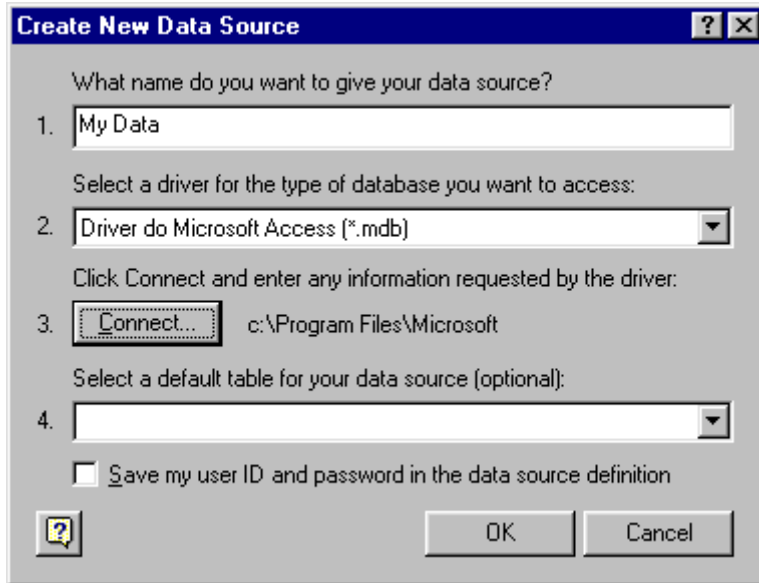 Create New Data Source
What name do you want to give your data source?
1. My Data
Select a driver for the type of database you want to access:
2. Driver do Microsoft Access (*.mdb)
Click Connect and enter any information requested by the driver:
3. Connect... c:\Program Files\Microsoft
Select a default table for your data source (optional):
4.
Save my user ID and password in the data source definition
OK Cancel